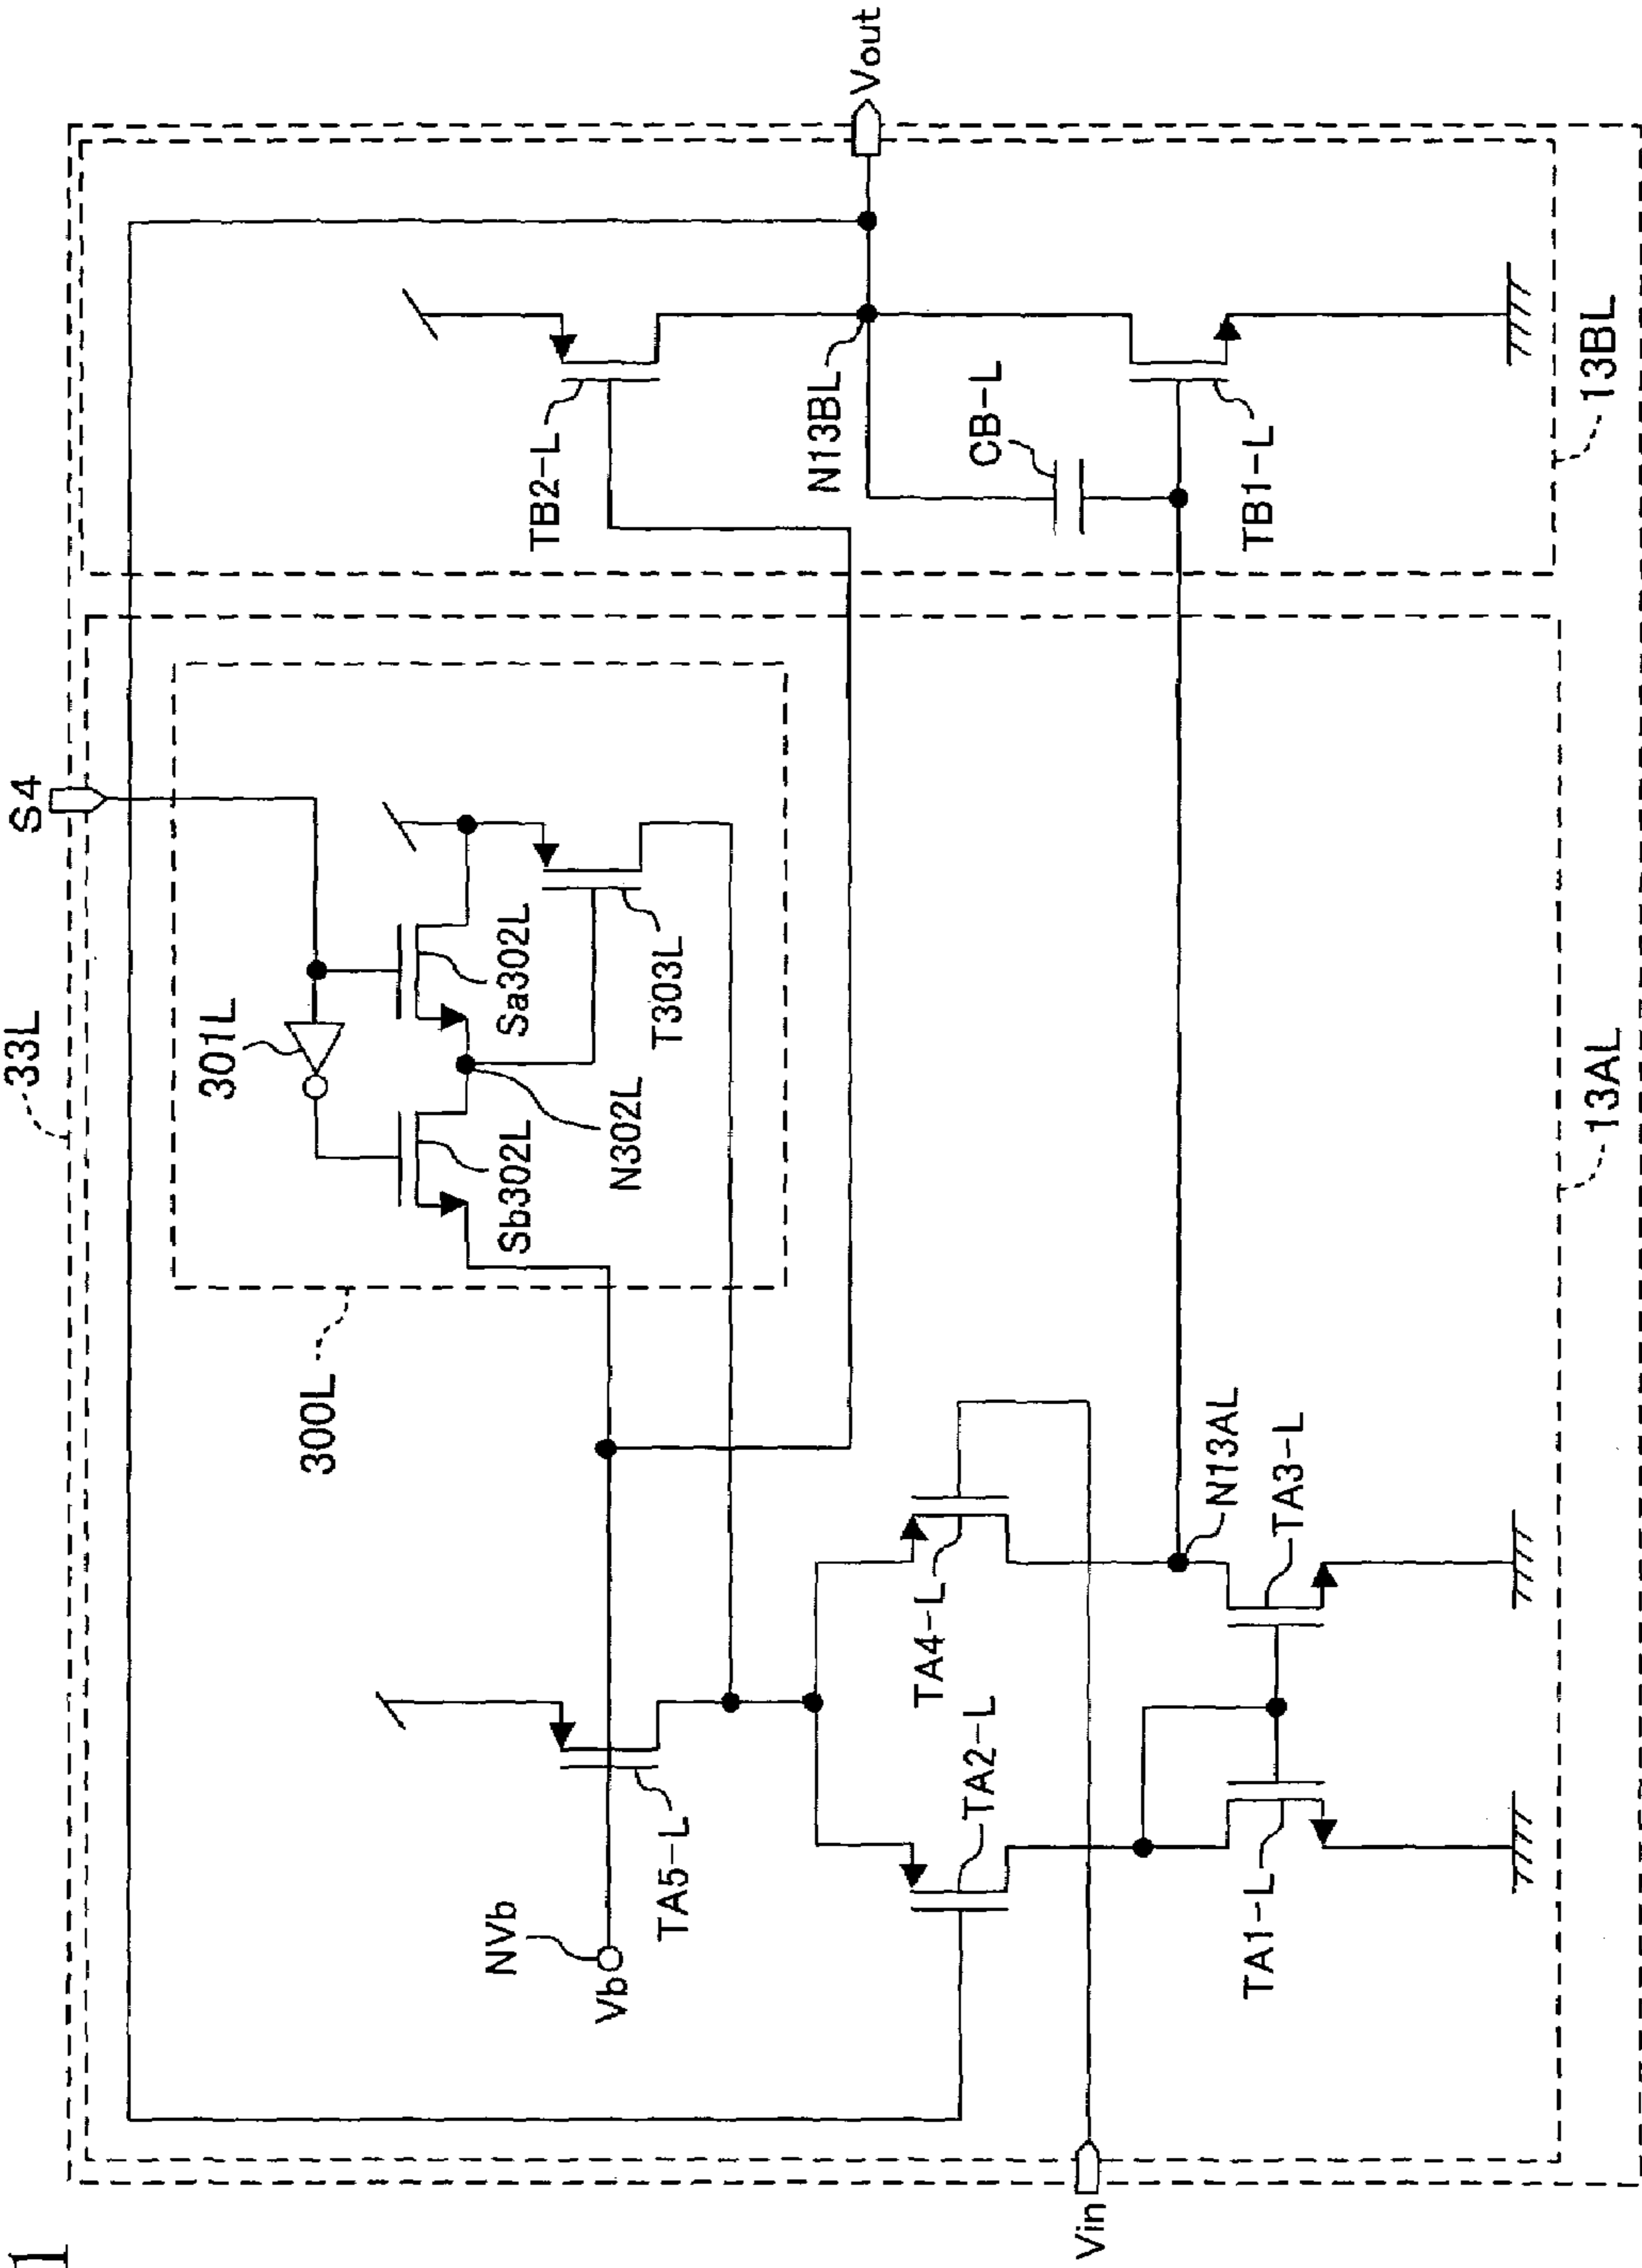 1
33L
S4
301L
Sa302L
Sb302L
N302L
T303L
300L
NVb
Vb
TA5-L
TA4-L
TA2-L
N13AL
TA3-L
TA1-L
Vin
13AL
TB2-L
N13BL
CB-L
TB1-L
13BL
Vout